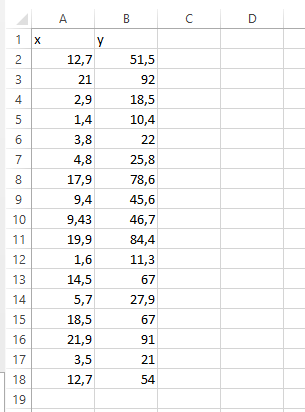 A B C D
1 x y
2 12,7 51,5
3 21 92
4 2,9 18,5
5 1,4 10,4
6 3,8 22
7 4,8 25,8
8 17,9 78,6
9 9,4 45,6
10 9,43 46,7
11 19,9 84,4
12 1,6 11,3
13 14,5 67
14 5,7 27,9
15 18,5 67
16 21,9 91
17 3,5 21
18 12,7 54
19